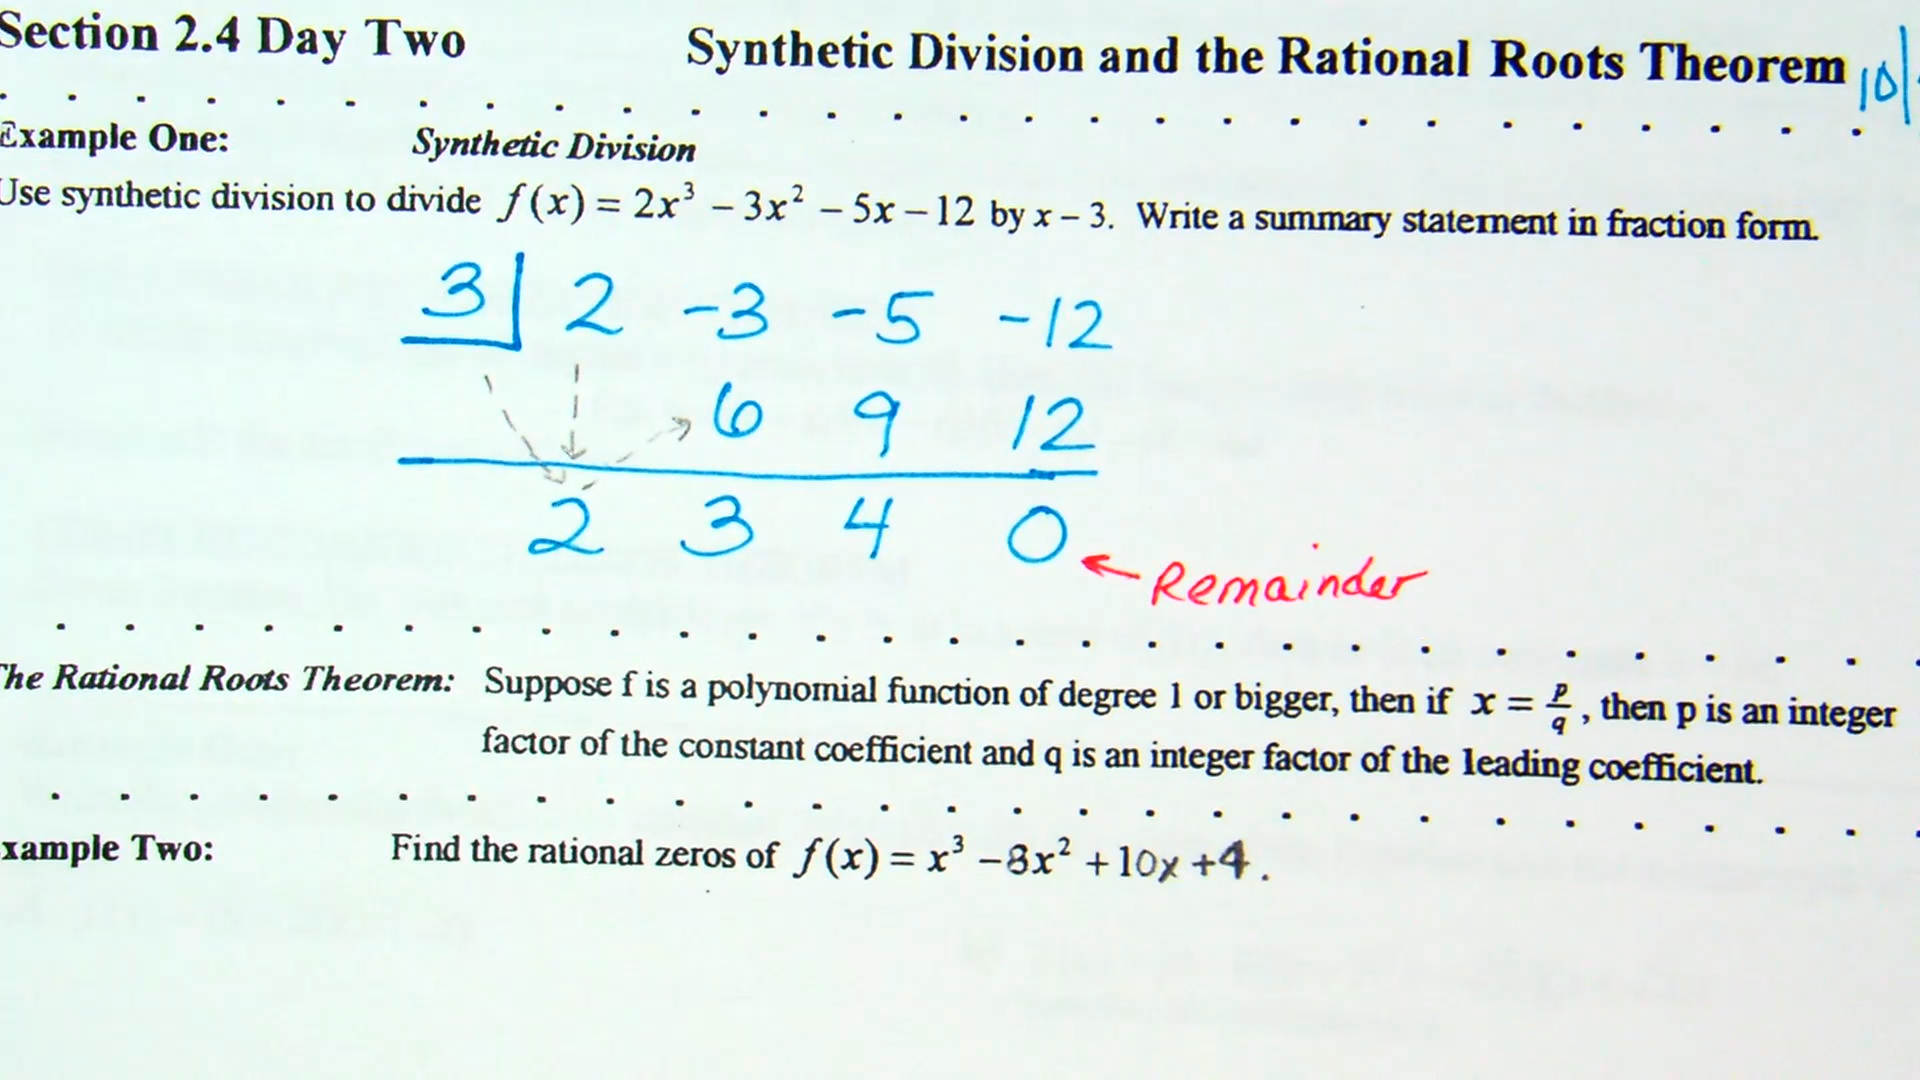 Section 2.4 Day Two Synthetic Division and the Rational Roots Theorem 10/
Example One: Synthetic Division
Use synthetic division to divide f(x) = 2x³ − 3x² − 5x − 12 by x − 3. Write a summary statement in fraction form.
3 2 -3 -5 -12
6 9 12
2 3 4 0
Remainder
The Rational Roots Theorem: Suppose f is a polynomial function of degree 1 or bigger, then if x = p/q, then p is an integer
factor of the constant coefficient and q is an integer factor of the leading coefficient.
xample Two: Find the rational zeros of f(x) = x³ − 8x² + 10x + 4.